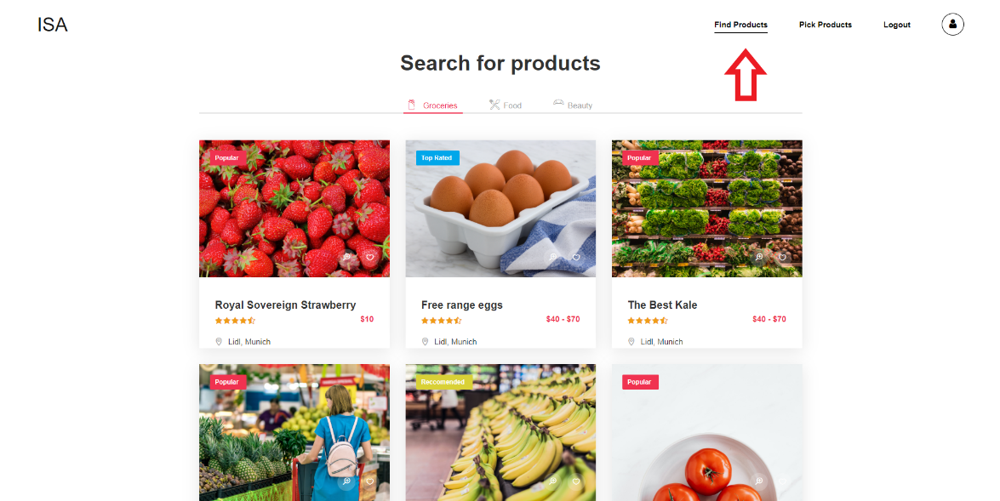 ISA
Find Products Pick Products Logout
Search for products
Groceries Food Beauty
Popular Top Rated Popular
Royal Sovereign Strawberry Free range eggs The Best Kale
$10 $40 - $70 $40 - $70
Lidl, Munich Lidl, Munich Lidl, Munich
Popular Reccomended Popular